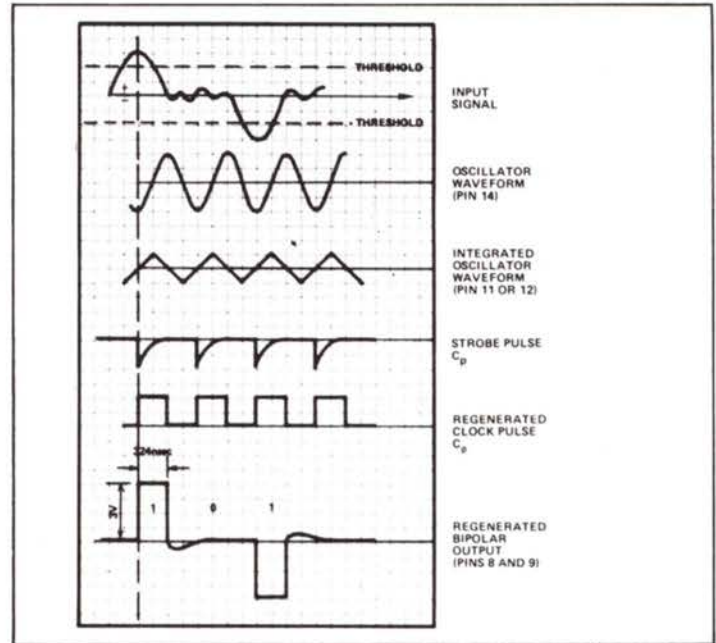 THRESHOLD
THRESHOLD
INPUT
SIGNAL
OSCILLATOR
WAVEFORM
(PIN 14)
INTEGRATED
OSCILLATOR
WAVEFORM
(PIN 11 OR 12)
STROBE PULSE
Cp
REGENERATED
CLOCK PULSE
Cp
324nsec
3V
1 0 1
REGENERATED
BIPOLAR
OUTPUT
(PINS 8 AND 9)